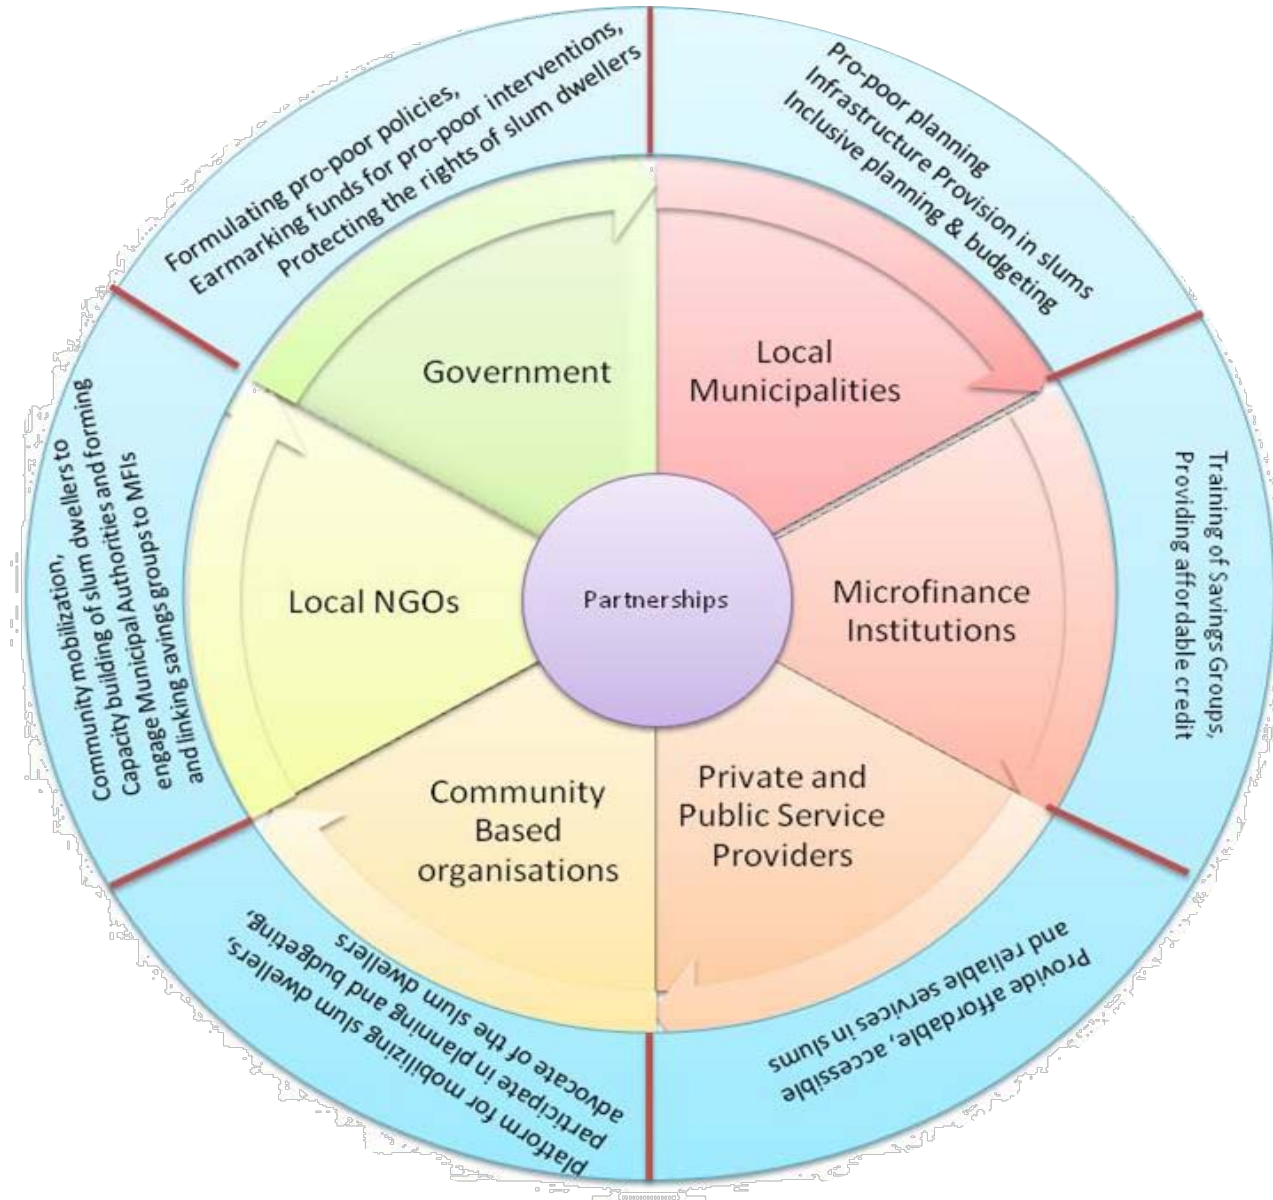 Formulating pro-poor policies,
Earmarking funds for pro-poor interventions,
Protecting the rights of slum dwellers
Pro-poor planning
Infrastructure Provision in slums
Inclusive planning & budgeting
Training of Savings Groups,
Providing affordable credit
Provide affordable, accessible
and reliable services in slums
platform for mobilizing slum dwellers,
participate in planning and budgeting,
advocate of the slum dwellers
Community mobilization,
Capacity building of slum dwellers to
engage Municipal Authorities and forming
and linking savings groups to MFIs
Government
Local
Municipalities
Microfinance
Institutions
Private and
Public Service
Providers
Community
Based
organisations
Local NGOs
Partnerships